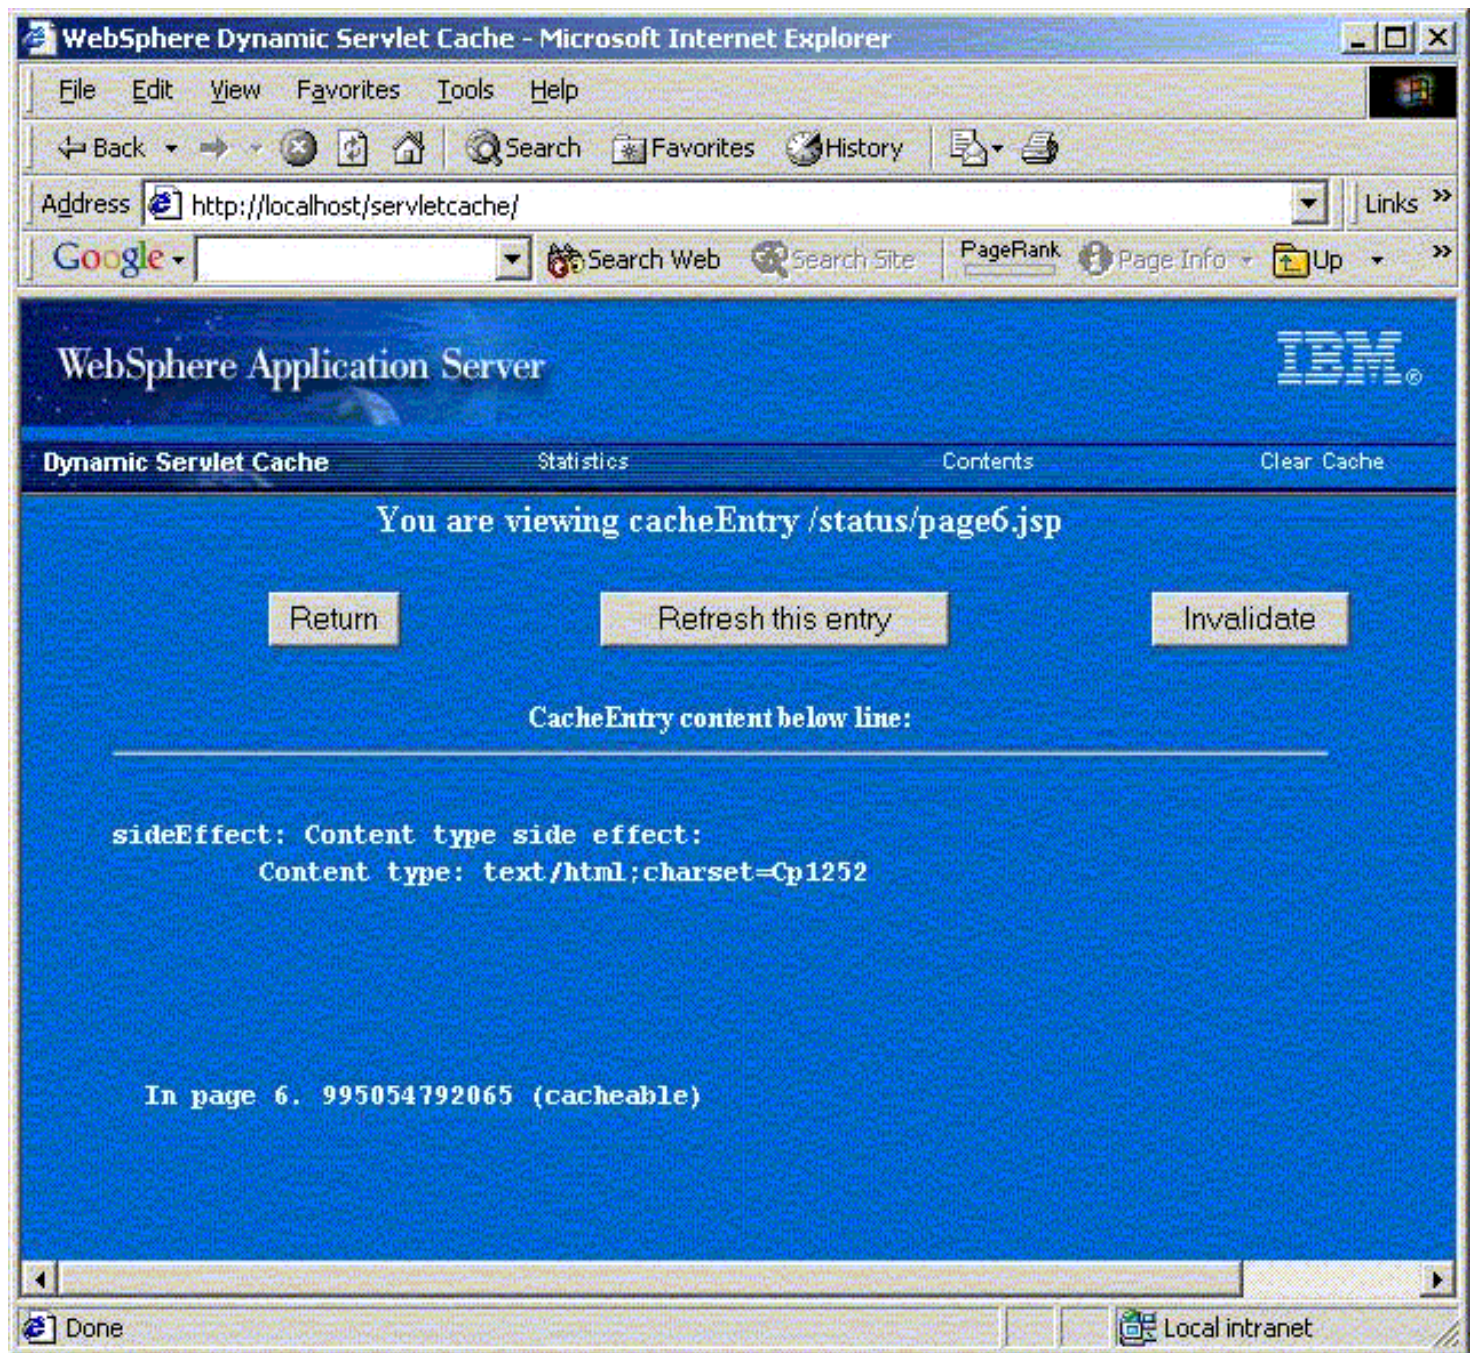 WebSphere Dynamic Servlet Cache - Microsoft Internet Explorer
File Edit View Favorites Tools Help
Back Search Favorites History
Address http://localhost/servletcache/ Links »
Google Search Web Search Site PageRank Page Info Up »
WebSphere Application Server IBM®
Dynamic Servlet Cache Statistics Contents Clear Cache
You are viewing cacheEntry /status/page6.jsp
Return Refresh this entry Invalidate
CacheEntry content below line:
sideEffect: Content type side effect:
Content type: text/html;charset=Cp1252
In page 6. 995054792065 (cacheable)
Done Local intranet